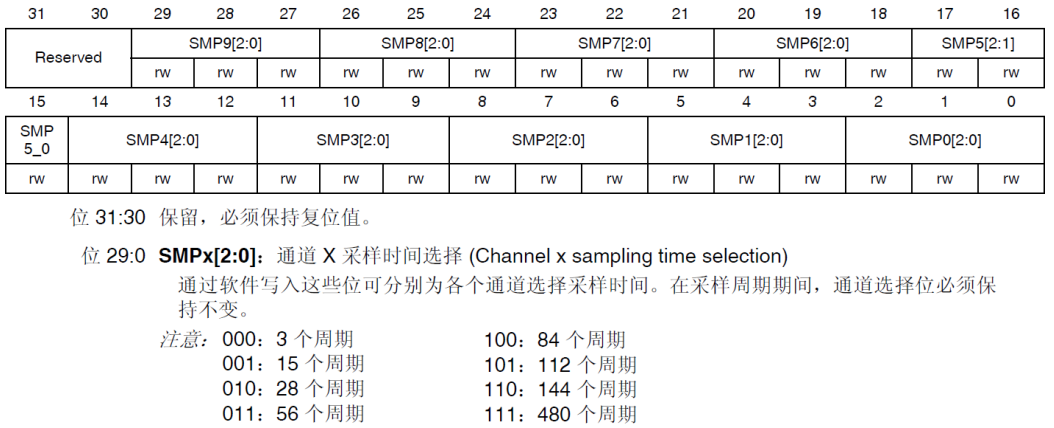 31 30 29 28 27 26 25 24 23 22 21 20 19 18 17 16
Reserved SMP9[2:0] SMP8[2:0] SMP7[2:0] SMP6[2:0] SMP5[2:1]
rw rw rw rw rw rw rw rw rw rw rw rw rw rw
15 14 13 12 11 10 9 8 7 6 5 4 3 2 1 0
SMP
5_0 SMP4[2:0] SMP3[2:0] SMP2[2:0] SMP1[2:0] SMP0[2:0]
rw rw rw rw rw rw rw rw rw rw rw rw rw rw rw rw
位 31:30 保留，必须保持复位值。
位 29:0 SMPx[2:0]：通道 X 采样时间选择 (Channel x sampling time selection)
通过软件写入这些位可分别为各个通道选择采样时间。在采样周期期间，通道选择位必须保
持不变。
注意：000：3 个周期 100：84 个周期
001：15 个周期 101：112 个周期
010：28 个周期 110：144 个周期
011：56 个周期 111：480 个周期